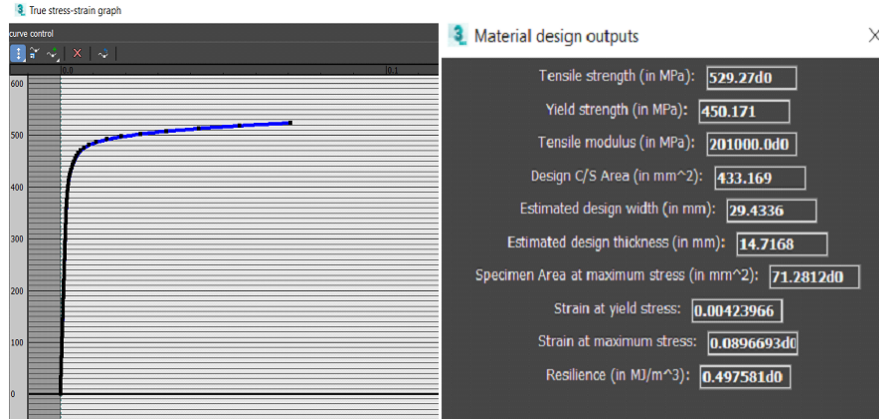 True stress-strain graph
curve control
0.0
0.1
600
500
400
300
200
100
0
Material design outputs
Tensile strength (in MPa): 529.27d0
Yield strength (in MPa): 450.171
Tensile modulus (in MPa): 201000.0d0
Design C/S Area (in mm^2): 433.169
Estimated design width (in mm): 29.4336
Estimated design thickness (in mm): 14.7168
Specimen Area at maximum stress (in mm^2): 71.2812d0
Strain at yield stress: 0.00423966
Strain at maximum stress: 0.0896693d0
Resilience (in MJ/m^3): 0.497581d0